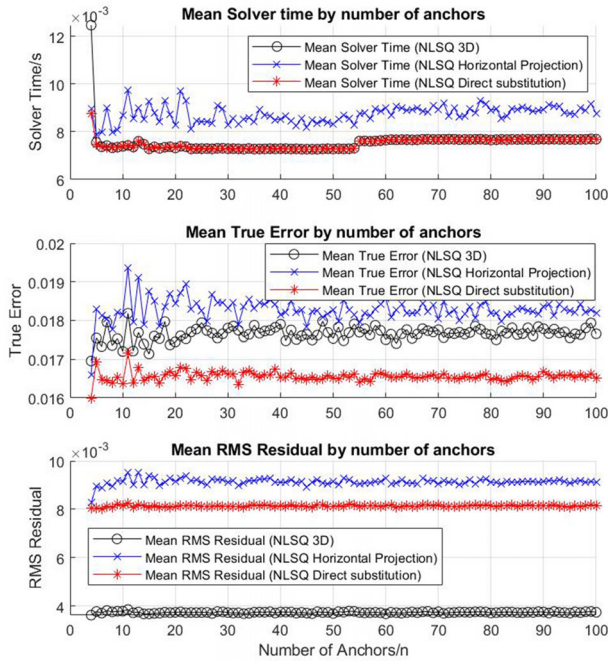 Mean Solver time by number of anchors
×10⁻³
12
10
8
6
Solver Time/s
Mean Solver Time (NLSQ 3D)
Mean Solver Time (NLSQ Horizontal Projection)
Mean Solver Time (NLSQ Direct substitution)
0 10 20 30 40 50 60 70 80 90 100
Mean True Error by number of anchors
0.02
0.019
0.018
0.017
0.016
True Error
Mean True Error (NLSQ 3D)
Mean True Error (NLSQ Horizontal Projection)
Mean True Error (NLSQ Direct substitution)
0 10 20 30 40 50 60 70 80 90 100
Mean RMS Residual by number of anchors
×10⁻³
10
8
6
4
RMS Residual
Mean RMS Residual (NLSQ 3D)
Mean RMS Residual (NLSQ Horizontal Projection)
Mean RMS Residual (NLSQ Direct substitution)
0 10 20 30 40 50 60 70 80 90 100
Number of Anchors/n